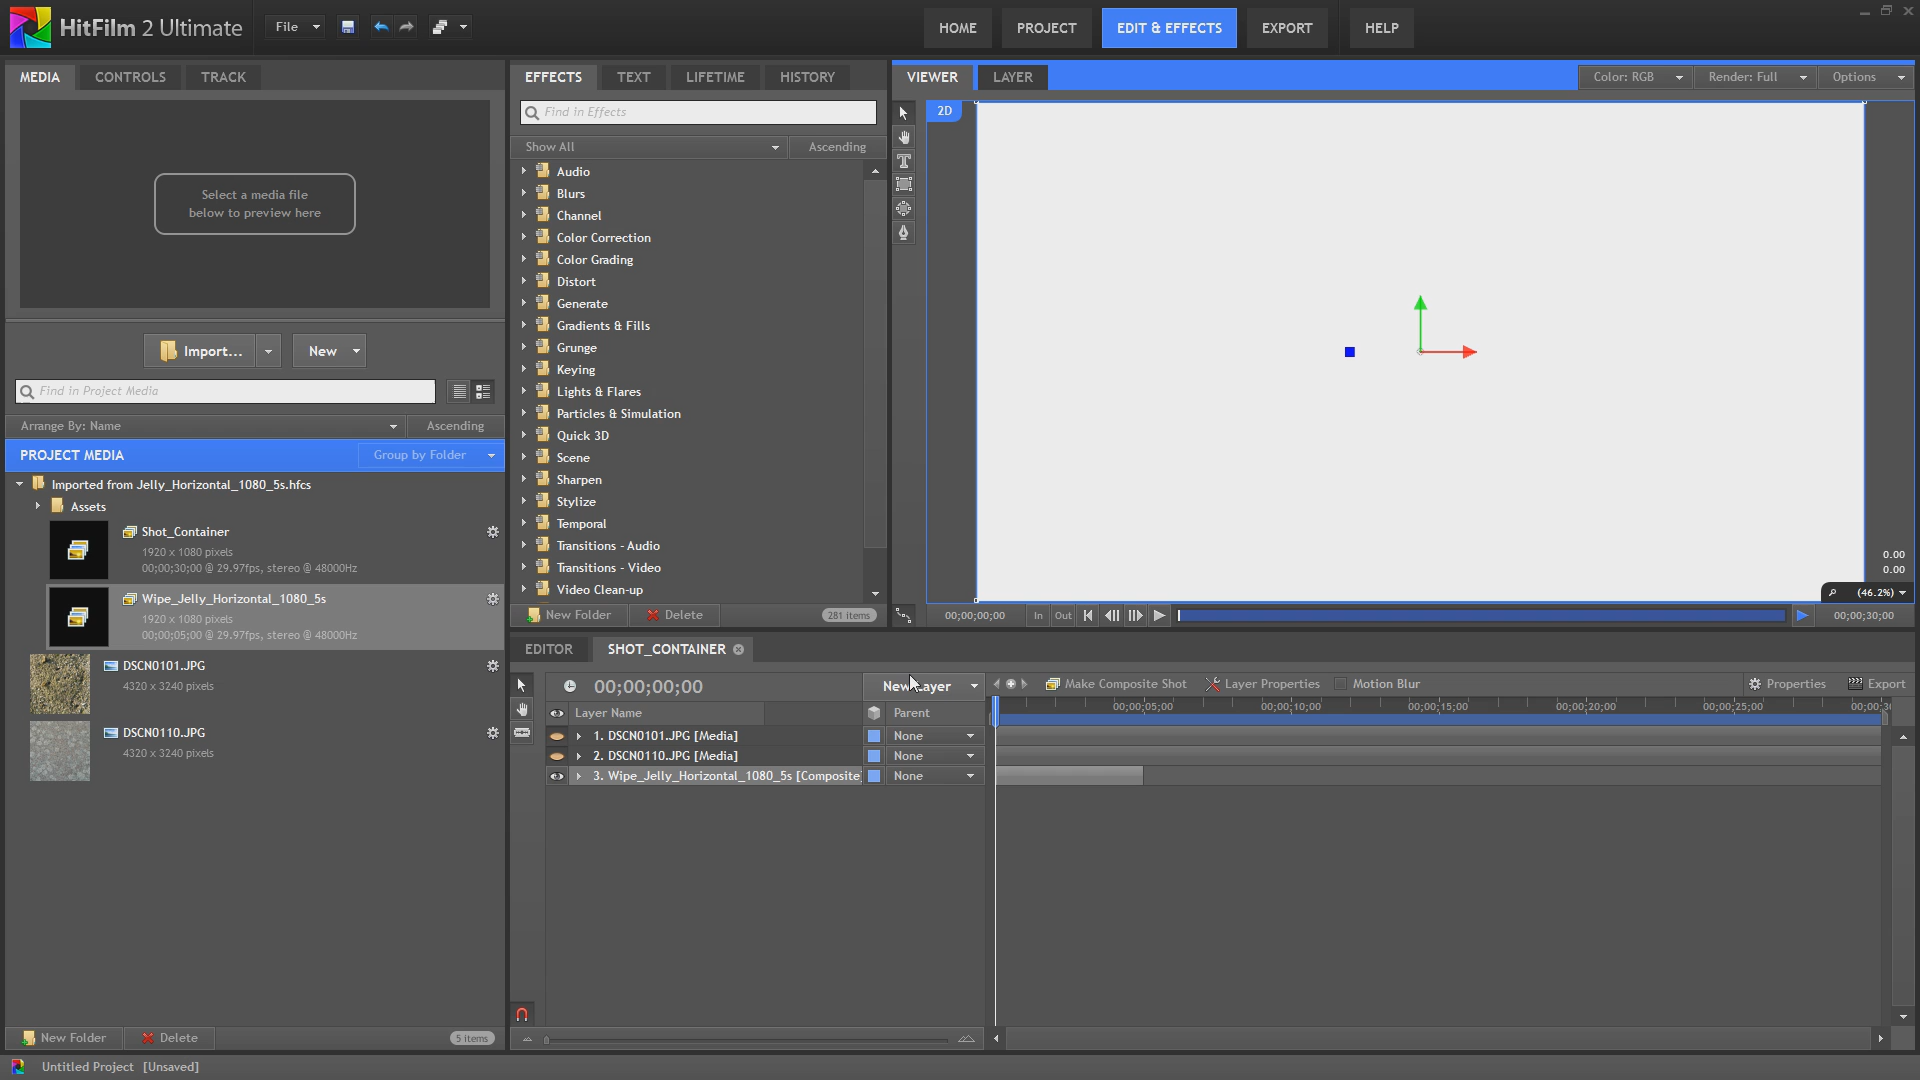 HitFilm 2 Ultimate
File
HOME
PROJECT
EDIT & EFFECTS
EXPORT
HELP
MEDIA
CONTROLS
TRACK
Select a media file
below to preview here
Import...
New
Find in Project Media
Arrange By: Name
Ascending
PROJECT MEDIA
Group by Folder
Imported from Jelly_Horizontal_1080_5s.hfcs
Assets
Shot_Container
1920 x 1080 pixels
00;00;30;00 @ 29.97fps, stereo @ 48000Hz
Wipe_Jelly_Horizontal_1080_5s
1920 x 1080 pixels
00;00;05;00 @ 29.97fps, stereo @ 48000Hz
DSCN0101.JPG
4320 x 3240 pixels
DSCN0110.JPG
4320 x 3240 pixels
New Folder
Delete
5 items
EFFECTS
TEXT
LIFETIME
HISTORY
Find in Effects
Show All
Ascending
Audio
Blurs
Channel
Color Correction
Color Grading
Distort
Generate
Gradients & Fills
Grunge
Keying
Lights & Flares
Particles & Simulation
Quick 3D
Scene
Sharpen
Stylize
Temporal
Transitions - Audio
Transitions - Video
Video Clean-up
New Folder
Delete
281 items
VIEWER
LAYER
Color: RGB
Render: Full
Options
2D
0.00
0.00
(46.2%)
00;00;00;00
In
Out
00;00;30;00
EDITOR
SHOT_CONTAINER
00;00;00;00
New Layer
Make Composite Shot
Layer Properties
Motion Blur
Properties
Export
Layer Name
Parent
00;00;05;00
00;00;10;00
00;00;15;00
00;00;20;00
00;00;25;00
00;00;3
1. DSCN0101.JPG [Media]
None
2. DSCN0110.JPG [Media]
None
3. Wipe_Jelly_Horizontal_1080_5s [Composite
None
Untitled Project [Unsaved]